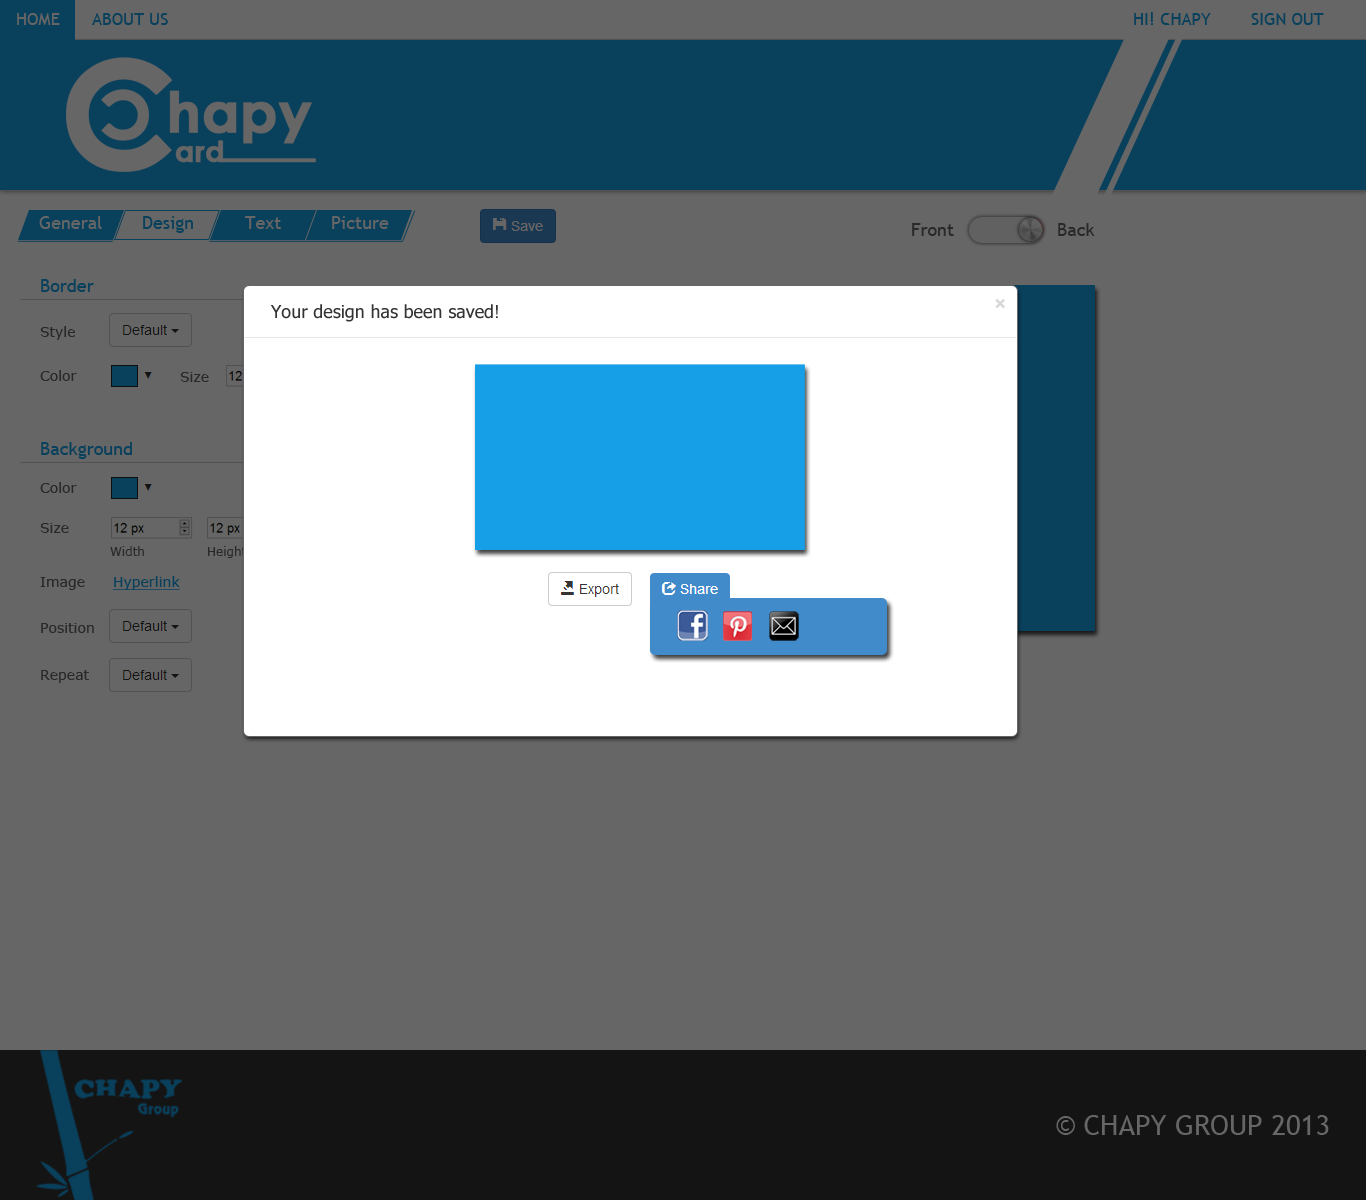 HOME ABOUT US HI! CHAPY SIGN OUT
Chapy
Card
General Design Text Picture Save Front Back
Border
Your design has been saved! ×
Style Default
Color Size 12
Background
Color
Size 12 px 12 px
Width Height
Image Hyperlink
Export Share
Position Default
Repeat Default
CHAPY
Group
© CHAPY GROUP 2013